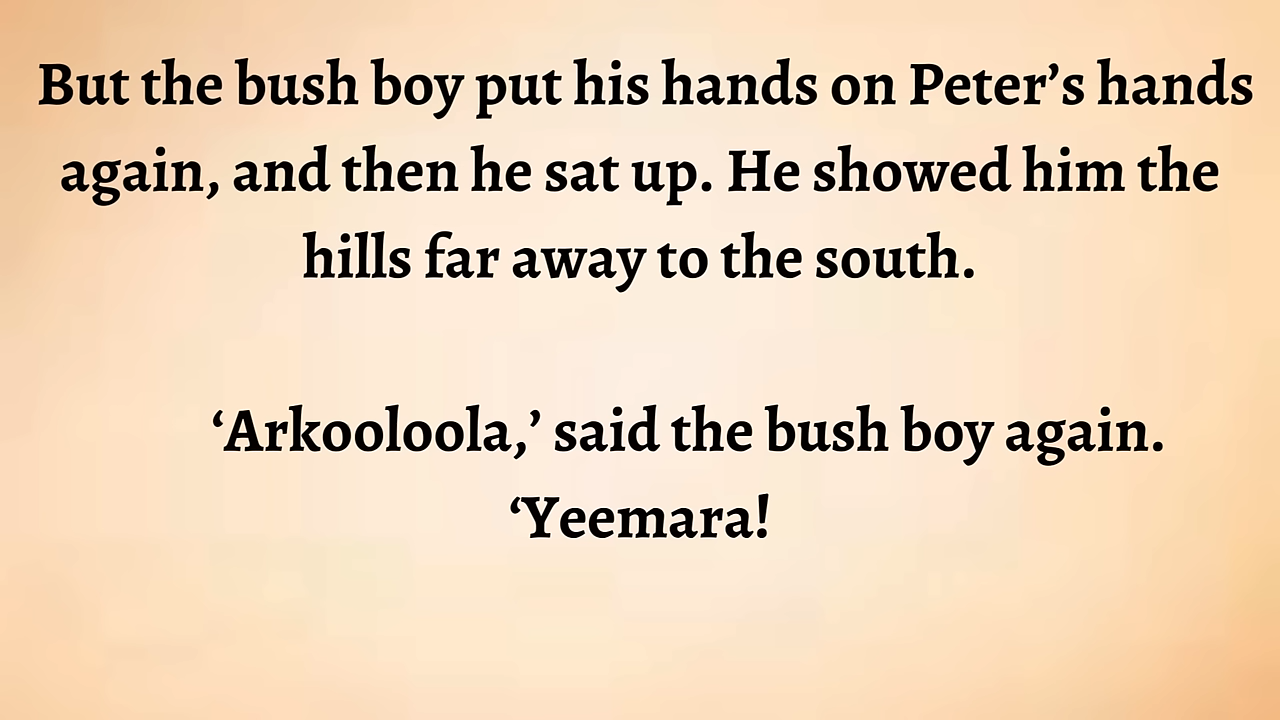 But the bush boy put his hands on Peter’s hands
again, and then he sat up. He showed him the
hills far away to the south.
‘Arkooloola,’ said the bush boy again.
‘Yeemara!